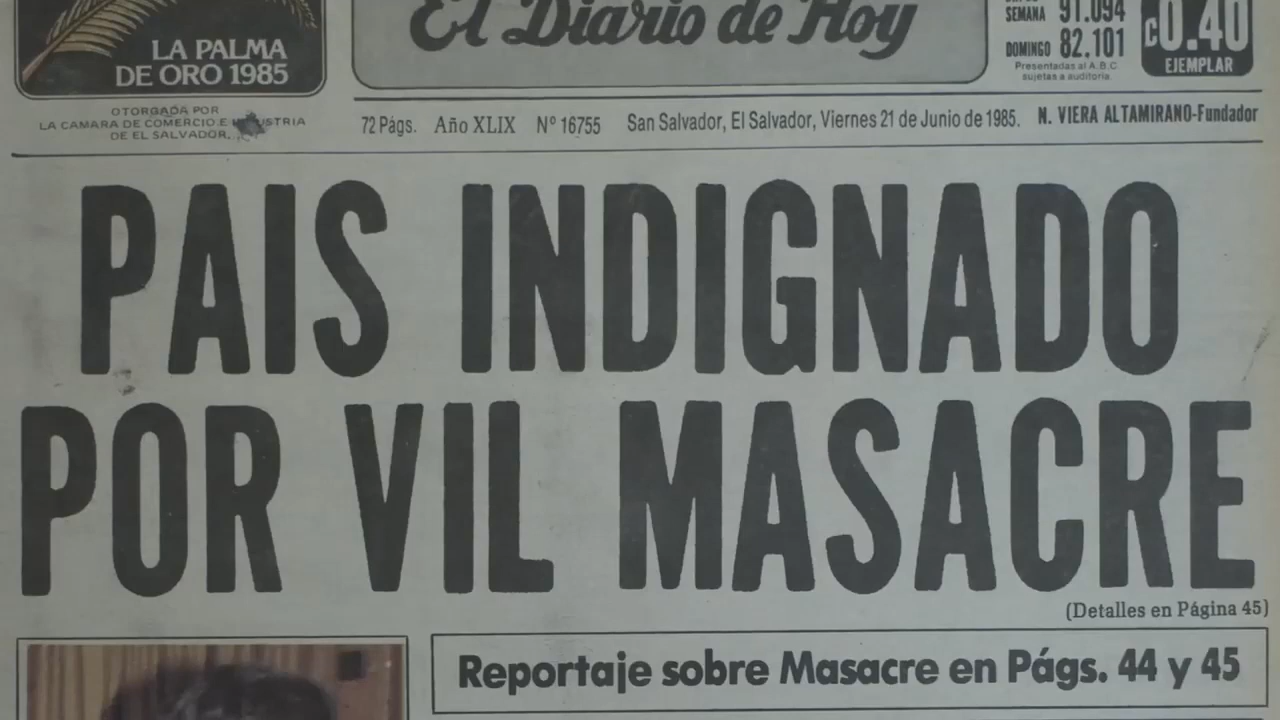 LA PALMA
DE ORO 1985
OTORGADA POR
LA CAMARA DE COMERCIO E
DE EL SALVADOR.
El Diario de Hoy
SEMANA 91.094
DOMINGO 82.101
Presentadas al A.B.C.
sujetas a auditoria.
¢0.40
EJEMPLAR
72 Págs. Año XLIX Nº 16755 San Salvador, El Salvador, Viernes 21 de Junio de 1985. N. VIERA ALTAMIRANO-Fundador
PAIS INDIGNADO
POR VIL MASACRE
(Detalles en Página 45)
Reportaje sobre Masacre en Págs. 44 y 45